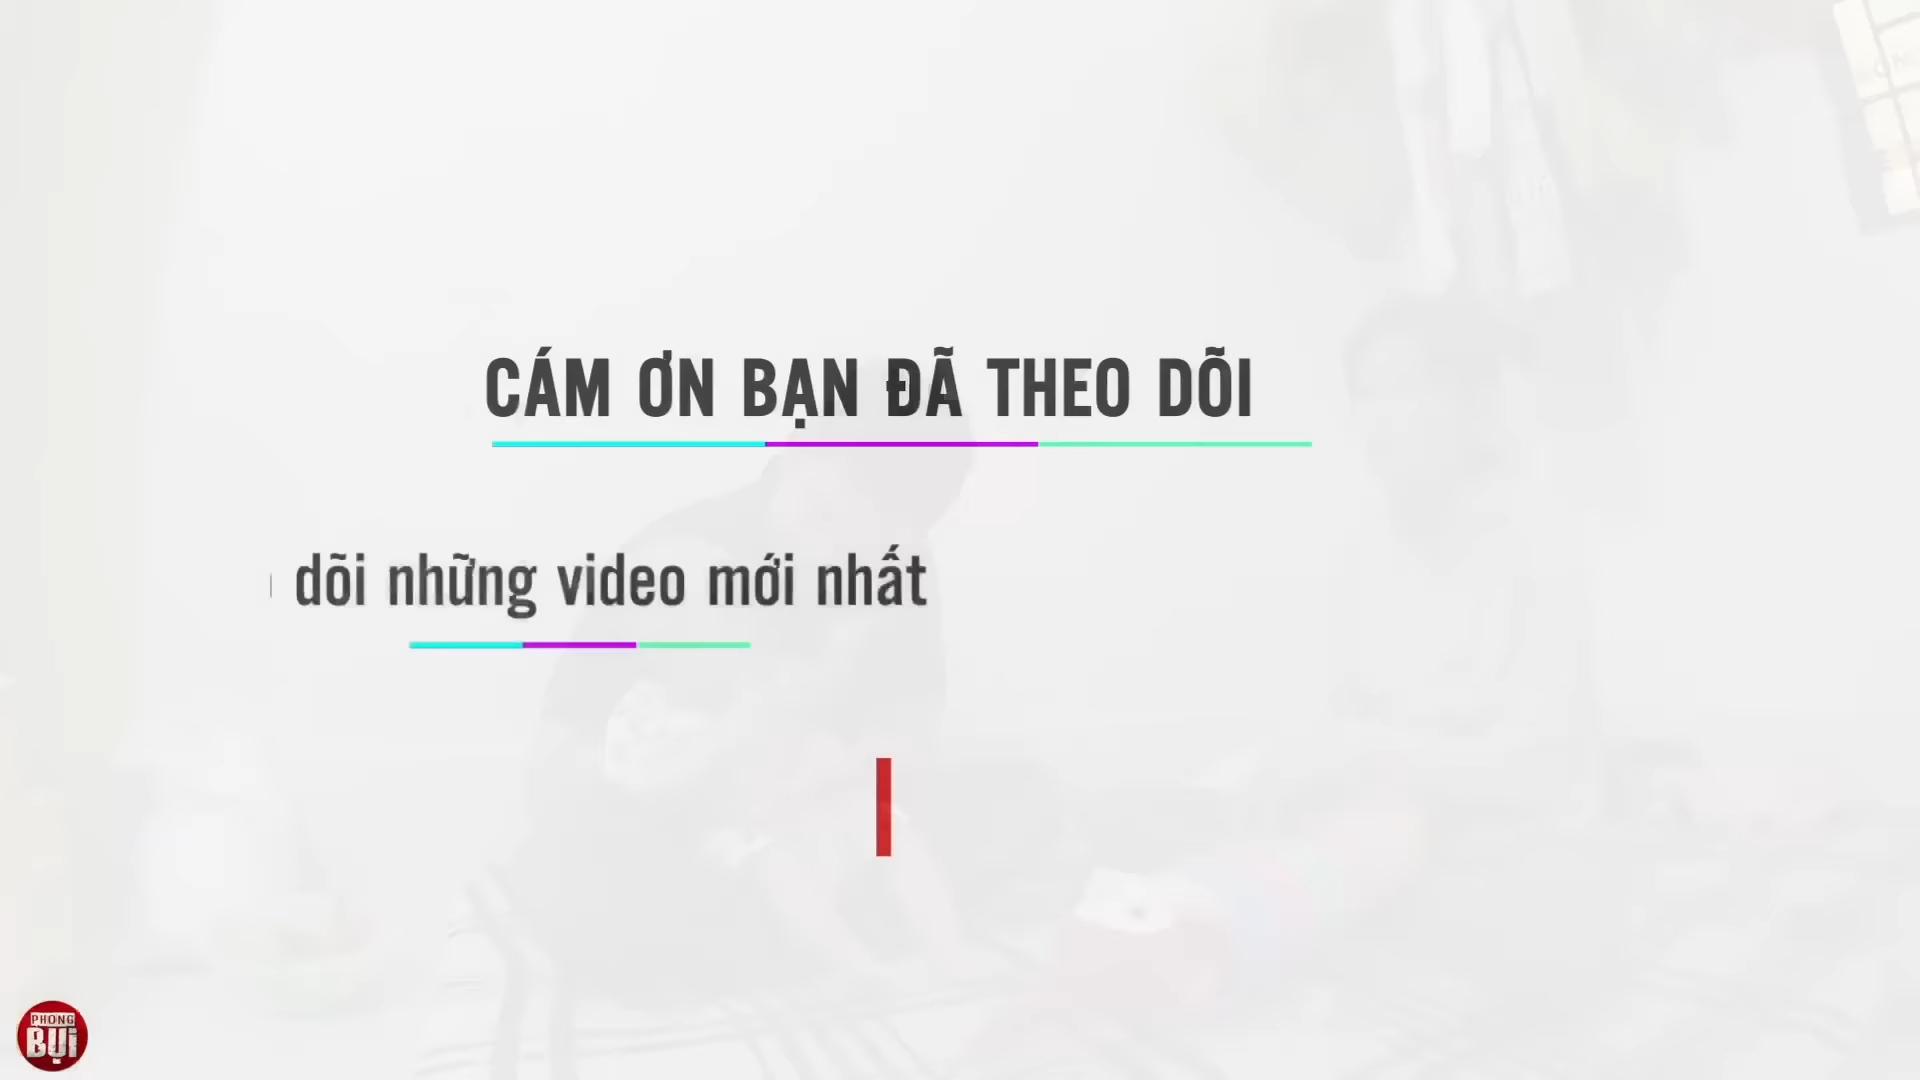 CÁM ƠN BẠN ĐÃ THEO DÕI
dõi những video mới nhất
PHONG
BỤI